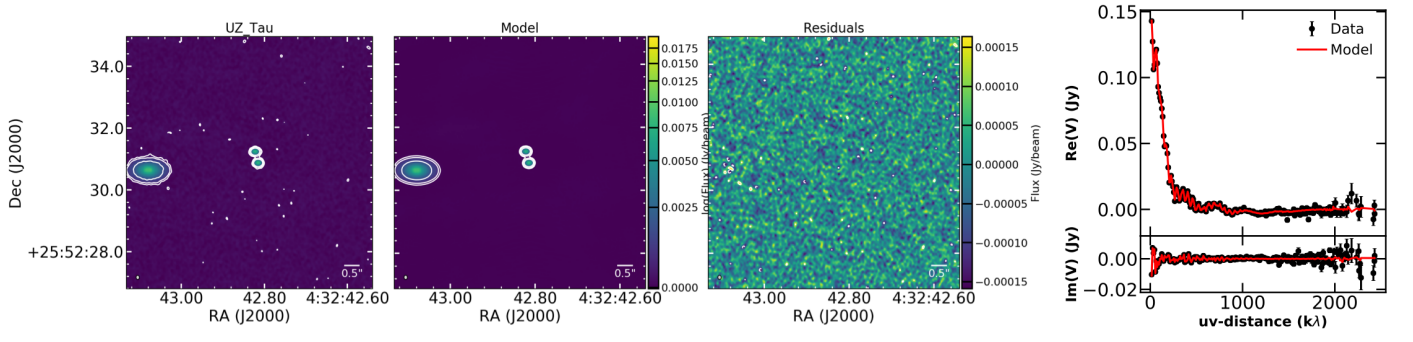 UZ_Tau
Model
Residuals
Dec (J2000)
34.0
32.0
30.0
+25:52:28.0
43.00
42.80
4:32:42.60
RA (J2000)
0.5"
43.00
42.80
4:32:42.60
RA (J2000)
0.5"
0.0175
0.0150
0.0125
0.0100
0.0075
0.0050
0.0025
0.0000
log(Flux) (Jy/beam)
43.00
42.80
4:32:42.60
RA (J2000)
0.5"
0.00015
0.00010
0.00005
0.00000
−0.00005
−0.00010
−0.00015
Flux (Jy/beam)
Re(V) (Jy)
0.15
0.10
0.05
0.00
Data
Model
Im(V) (Jy)
0.00
−0.02
0
1000
2000
uv-distance (kλ)